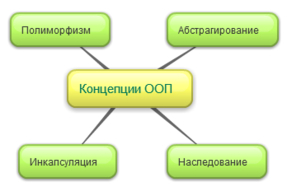 Полиморфизм
Абстрагирование
Концепции ООП
Инкапсуляция
Наследование